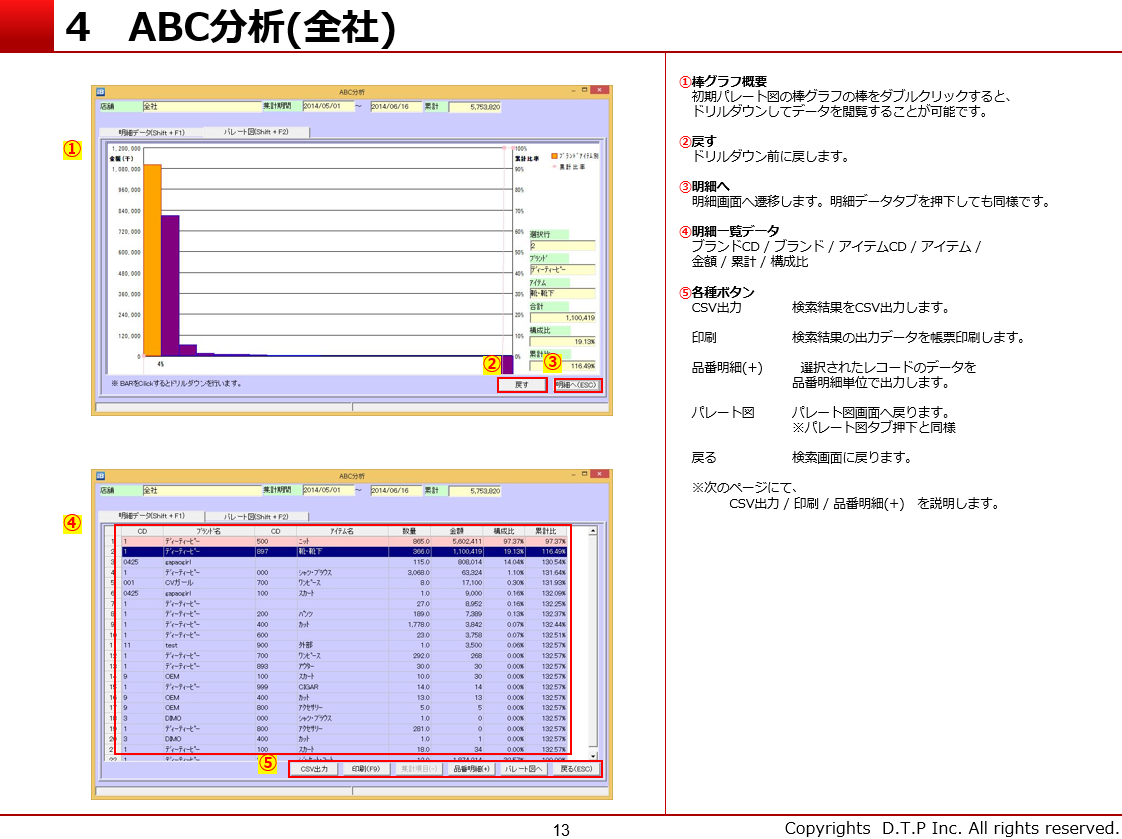 4 ABC分析(全社)
①
ABC分析
店舗 全社 集計期間 2014/05/01 ～ 2014/06/16 累計 5,753,820
明細データ(Shift + F1) パレート図(Shift + F2)
金額(千)
1,200,000
1,080,000
960,000
840,000
720,000
600,000
480,000
360,000
240,000
120,000
0
4%
100%
累計比率
90%
80%
70%
60%
50%
40%
30%
20%
10%
0%
ブランドアイテム別
累計比率
選択行
2
ブランド
ディーティーピー
アイテム
靴・靴下
合計
1,100,419
構成比
19.13%
累計比
116.49%
※ BARをClickするとドリルダウンを行います。
② ③
戻す 明細へ(ESC)
④
ABC分析
店舗 全社 集計期間 2014/05/01 ～ 2014/06/16 累計 5,753,820
明細データ(Shift + F1) パレート図(Shift + F2)
CD ブランド名 CD アイテム名 数量 金額 構成比 累計比
1 1 ディーティーピー 500 ニット 865.0 5,602,411 97.37% 97.37%
2 1 ディーティーピー 897 靴・靴下 366.0 1,100,419 19.13% 116.49%
3 0425 gapaogirl 115.0 808,014 14.04% 130.54%
4 1 ディーティーピー 000 シャツ・ブラウス 3,068.0 63,324 1.10% 131.64%
5 001 CVガール 700 ワンピース 8.0 17,100 0.30% 131.93%
6 0425 gapaogirl 100 スカート 1.0 9,000 0.16% 132.09%
7 1 ディーティーピー 27.0 8,952 0.16% 132.25%
8 1 ディーティーピー 200 パンツ 189.0 7,389 0.13% 132.37%
9 1 ディーティーピー 400 カット 1,778.0 3,842 0.07% 132.44%
10 1 ディーティーピー 600 23.0 3,758 0.07% 132.51%
11 11 test 900 外部 1.0 3,500 0.06% 132.57%
12 1 ディーティーピー 700 ワンピース 292.0 268 0.00% 132.57%
13 1 ディーティーピー 893 アウター 30.0 30 0.00% 132.57%
14 9 OEM 100 スカート 10.0 30 0.00% 132.57%
15 1 ディーティーピー 999 CIGAR 14.0 14 0.00% 132.57%
16 9 OEM 400 カット 13.0 13 0.00% 132.57%
17 9 OEM 800 アクセサリー 5.0 5 0.00% 132.57%
18 3 DIMO 000 シャツ・ブラウス 1.0 0 0.00% 132.57%
19 1 ディーティーピー 800 アクセサリー 281.0 0 0.00% 132.57%
20 3 DIMO 400 カット 1.0 1 0.00% 132.57%
21 1 ディーティーピー 100 スカート 18.0 34 0.00% 132.57%
⑤
CSV出力 印刷(F9) 集計項目(-) 品番明細(+) パレート図へ 戻る(ESC)
①棒グラフ概要
初期パレート図の棒グラフの棒をダブルクリックすると、
ドリルダウンしてデータを閲覧することが可能です。
②戻す
ドリルダウン前に戻します。
③明細へ
明細画面へ遷移します。明細データタブを押下しても同様です。
④明細一覧データ
ブランドCD / ブランド / アイテムCD / アイテム /
金額 / 累計 / 構成比
⑤各種ボタン
CSV出力 検索結果をCSV出力します。
印刷 検索結果の出力データを帳票印刷します。
品番明細(+) 選択されたレコードのデータを
品番明細単位で出力します。
パレート図 パレート図画面へ戻ります。
※パレート図タブ押下と同様
戻る 検索画面に戻ります。
※次のページにて、
CSV出力 / 印刷 / 品番明細(+) を説明します。
13
Copyrights D.T.P Inc. All rights reserved.